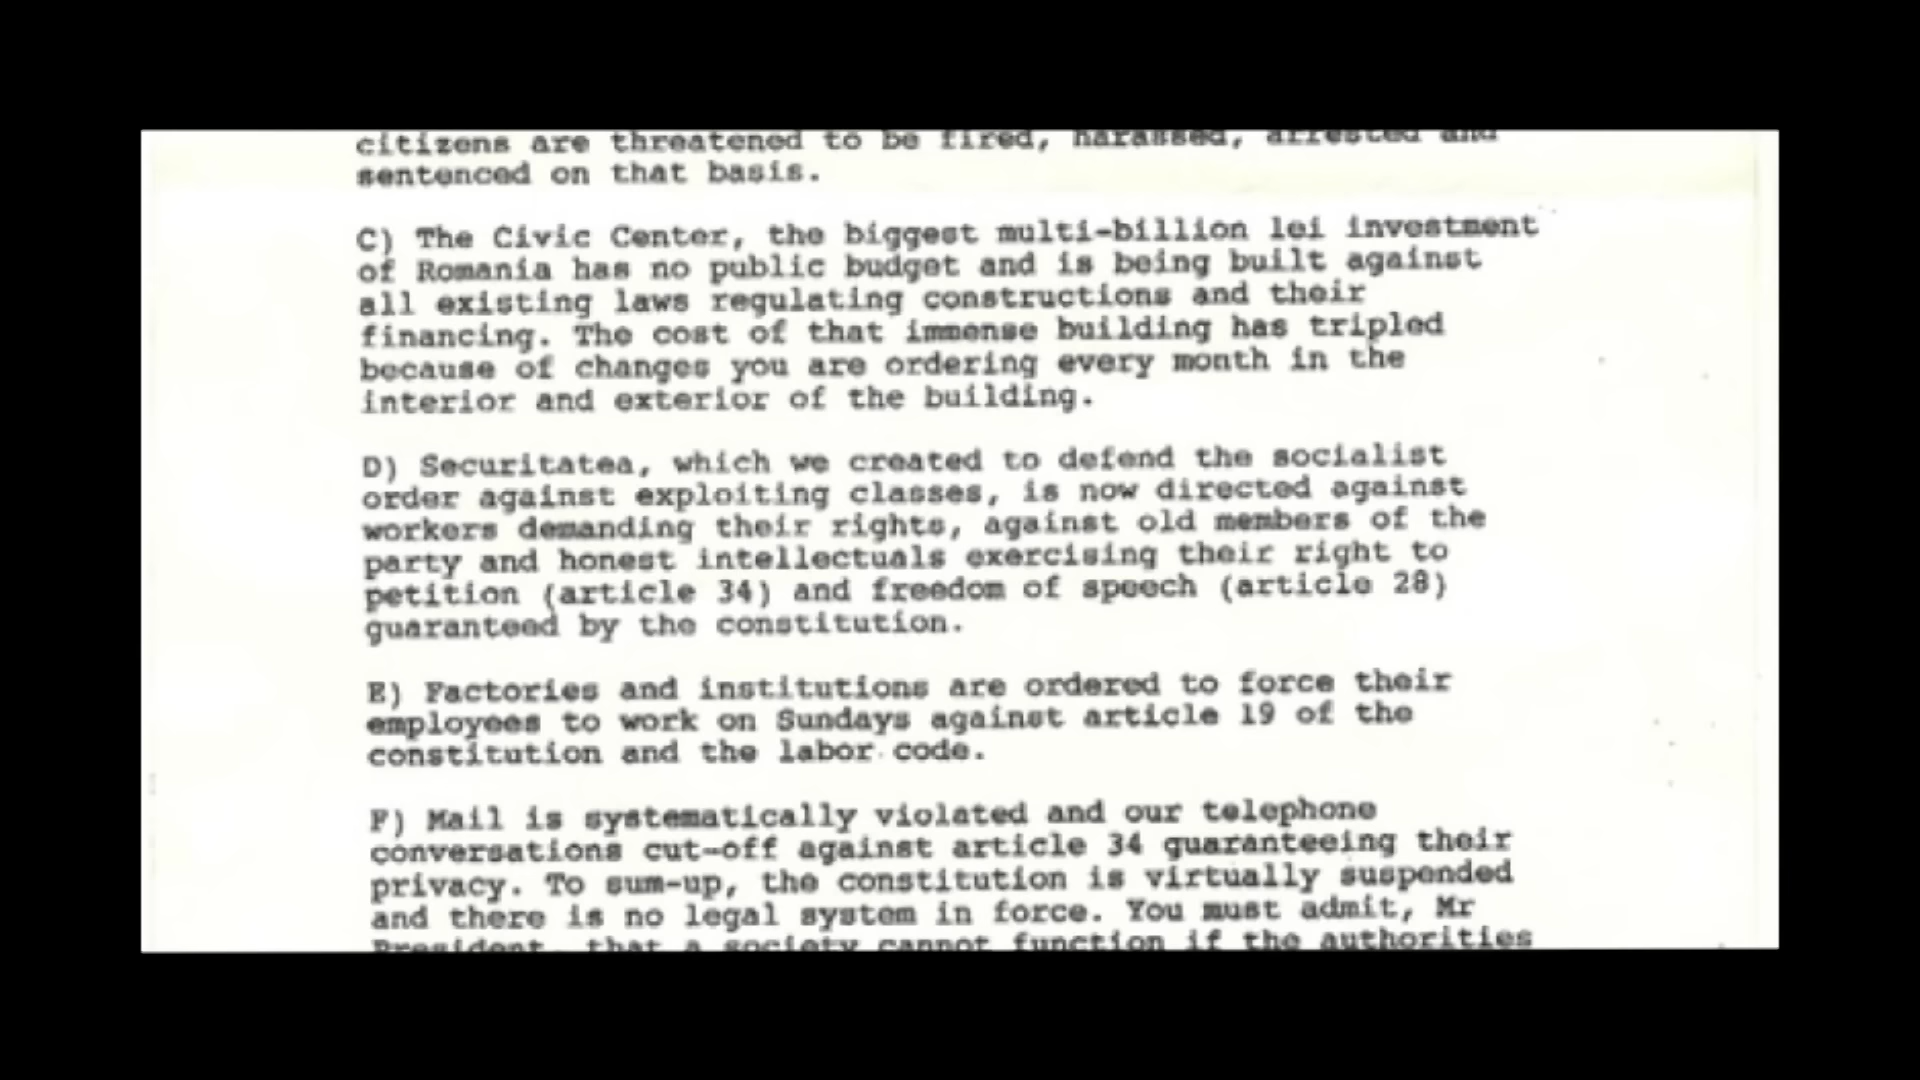 citizens are threatened to be fired, harassed, arrested and
sentenced on that basis.
C) The Civic Center, the biggest multi-billion lei investment
of Romania has no public budget and is being built against
all existing laws regulating constructions and their
financing. The cost of that immense building has tripled
because of changes you are ordering every month in the
interior and exterior of the building.
D) Securitatea, which we created to defend the socialist
order against exploiting classes, is now directed against
workers demanding their rights, against old members of the
party and honest intellectuals exercising their right to
petition (article 34) and freedom of speech (article 28)
guaranteed by the constitution.
E) Factories and institutions are ordered to force their
employees to work on Sundays against article 19 of the
constitution and the labor code.
F) Mail is systematically violated and our telephone
conversations cut-off against article 34 guaranteeing their
privacy. To sum-up, the constitution is virtually suspended
and there is no legal system in force. You must admit, Mr
President, that a society cannot function if the authorities